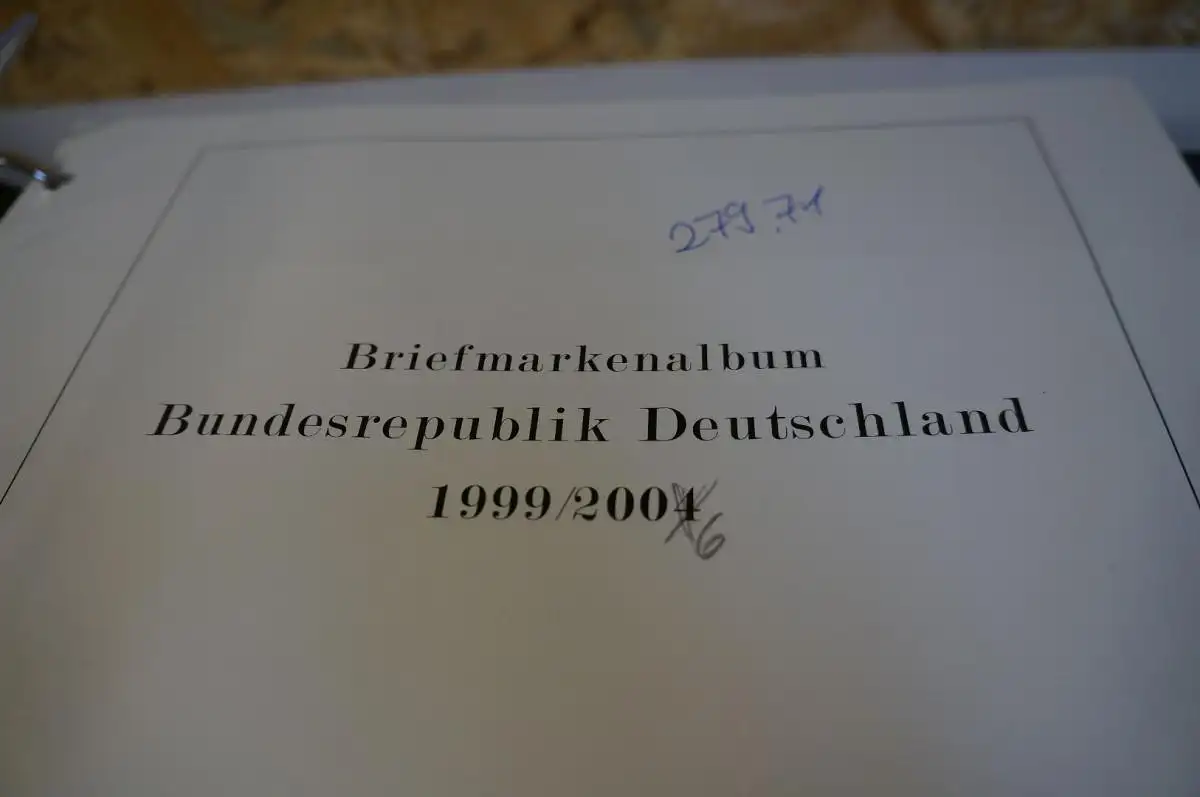 279.71
Briefmarkenalbum
Bundesrepublik Deutschland
1999/2004
6